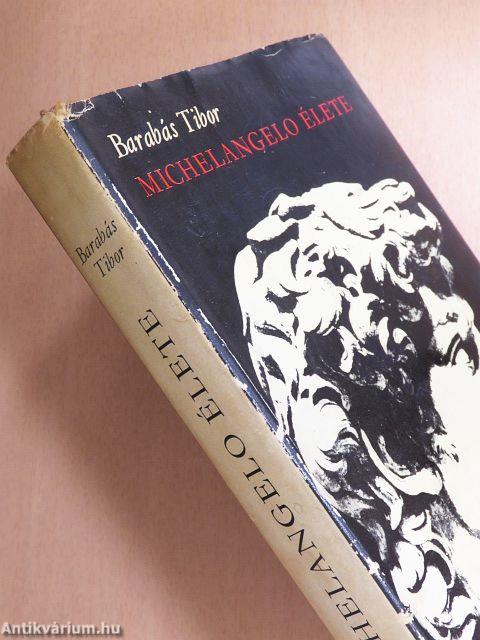 Barabás Tibor
MICHELANGELO ÉLETE
Barabás
Tibor
HELANGELO ÉLETE
Antikvárium.hu